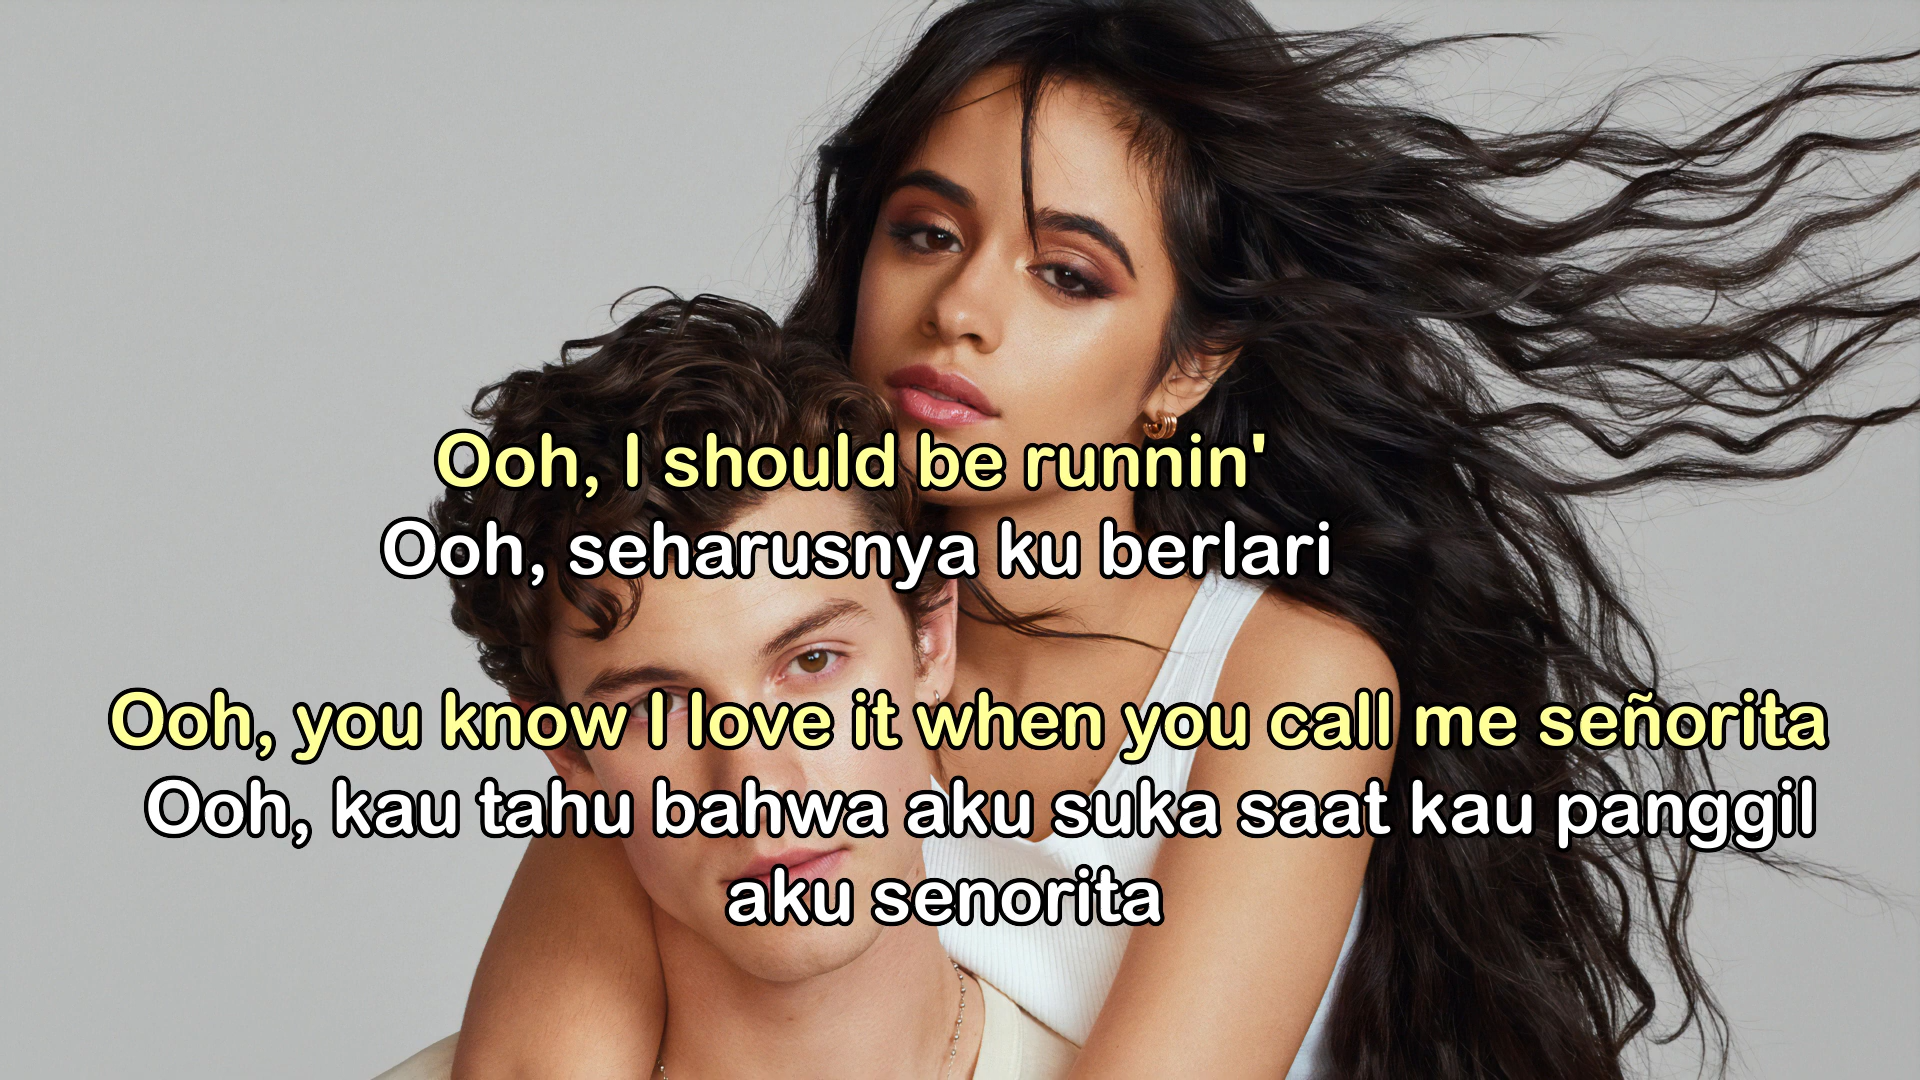 Ooh, I should be runnin'
Ooh, seharusnya ku berlari
Ooh, you know I love it when you call me señorita
Ooh, kau tahu bahwa aku suka saat kau panggil
aku senorita